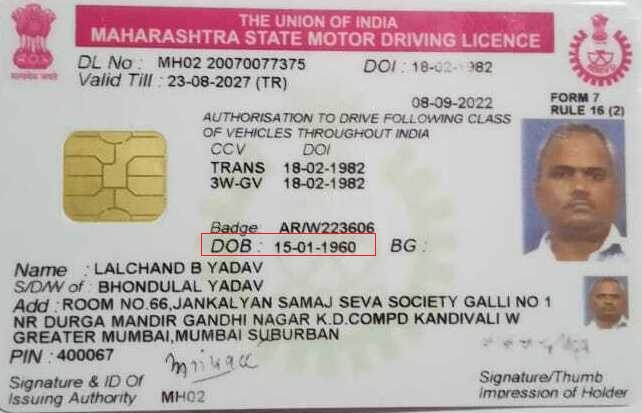 THE UNION OF INDIA
MAHARASHTRA STATE MOTOR DRIVING LICENCE
DL No : MH02 20070077375 DOI : 18-02-1982
Valid Till : 23-08-2027 (TR)
08-09-2022
FORM 7
RULE 16 (2)
AUTHORISATION TO DRIVE FOLLOWING CLASS
OF VEHICLES THROUGHOUT INDIA
CCV DOI
TRANS 18-02-1982
3W-GV 18-02-1982
Badge AR/W223606
DOB : 15-01-1960 BG :
Name : LALCHAND B YADAV
S/D/W of : BHONDULAL YADAV
Add : ROOM NO.66,JANKALYAN SAMAJ SEVA SOCIETY GALLI NO 1
NR DURGA MANDIR GANDHI NAGAR K.D.COMPD KANDIVALI W
GREATER MUMBAI,MUMBAI SUBURBAN
PIN : 400067
Signature & ID Of
Issuing Authority MH02
Signature/Thumb
Impression of Holder